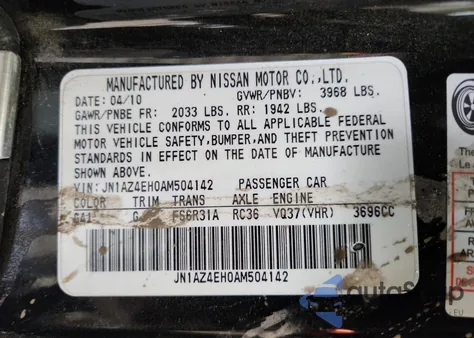 MANUFACTURED BY NISSAN MOTOR CO.,LTD.
DATE: 04/10 GVWR/PNBV: 3968 LBS.
GAWR/PNBE FR: 2033 LBS. RR: 1942 LBS.
THIS VEHICLE CONFORMS TO ALL APPLICABLE FEDERAL
MOTOR VEHICLE SAFETY,BUMPER,AND THEFT PREVENTION
STANDARDS IN EFFECT ON THE DATE OF MANUFACTURE
SHOWN ABOVE.
VIN: JN1AZ4EH0AM504142 PASSENGER CAR
COLOR TRIM TRANS AXLE ENGINE
G FS6R31A RC36 VQ37(VHR) 3696CC
JN1AZ4EH0AM504142
The